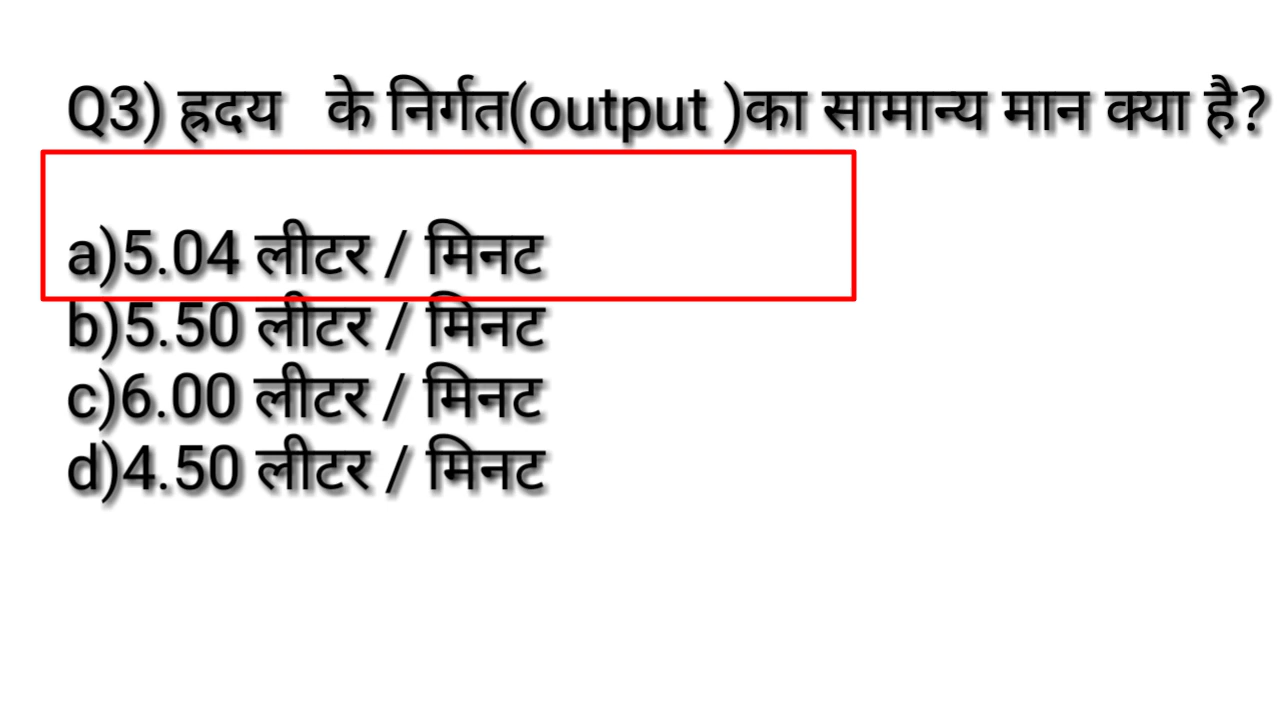 Q3) ह्रदय के निर्गत(output )का सामान्य मान क्या है?
a)5.04 लीटर / मिनट
b)5.50 लीटर / मिनट
c)6.00 लीटर / मिनट
d)4.50 लीटर / मिनट